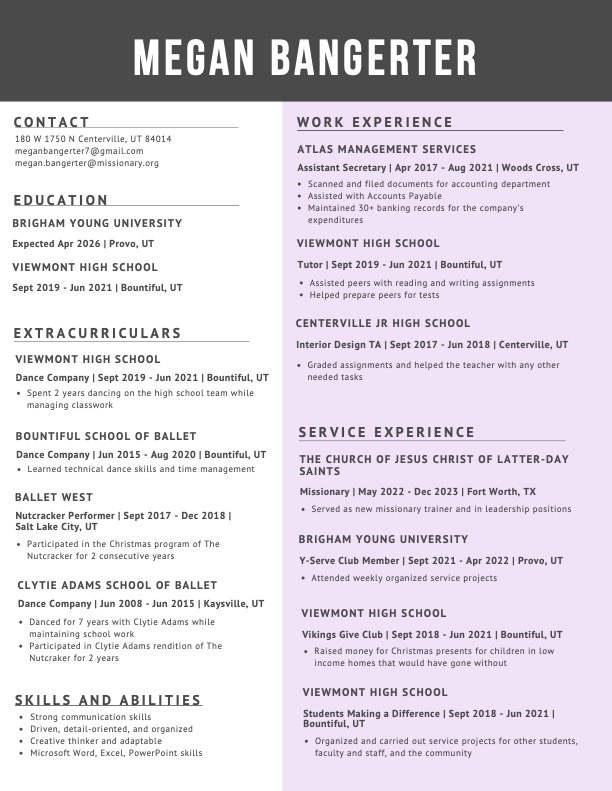 MEGAN BANGERTER
CONTACT
180 W 1750 N Centerville, UT 84014
meganbangerter7@gmail.com
megan.bangerter@missionary.org
EDUCATION
BRIGHAM YOUNG UNIVERSITY
Expected Apr 2026 | Provo, UT
VIEWMONT HIGH SCHOOL
Sept 2019 - Jun 2021 | Bountiful, UT
EXTRACURRICULARS
VIEWMONT HIGH SCHOOL
Dance Company | Sept 2019 - Jun 2021 | Bountiful, UT
• Spent 2 years dancing on the high school team while
managing classwork
BOUNTIFUL SCHOOL OF BALLET
Dance Company | Jun 2015 - Aug 2020 | Bountiful, UT
• Learned technical dance skills and time management
BALLET WEST
Nutcracker Performer | Sept 2017 - Dec 2018 |
Salt Lake City, UT
• Participated in the Christmas program of The
Nutcracker for 2 consecutive years
CLYTIE ADAMS SCHOOL OF BALLET
Dance Company | Jun 2008 - Jun 2015 | Kaysville, UT
• Danced for 7 years with Clytie Adams while
maintaining school work
• Participated in Clytie Adams rendition of The
Nutcraker for 2 years
SKILLS AND ABILITIES
• Strong communication skills
• Driven, detail-oriented, and organized
• Creative thinker and adaptable
• Microsoft Word, Excel, PowerPoint skills
WORK EXPERIENCE
ATLAS MANAGEMENT SERVICES
Assistant Secretary | Apr 2017 - Aug 2021 | Woods Cross, UT
• Scanned and filed documents for accounting department
• Assisted with Accounts Payable
• Maintained 30+ banking records for the company's
expenditures
VIEWMONT HIGH SCHOOL
Tutor | Sept 2019 - Jun 2021 | Bountiful, UT
• Assisted peers with reading and writing assignments
• Helped prepare peers for tests
CENTERVILLE JR HIGH SCHOOL
Interior Design TA | Sept 2017 - Jun 2018 | Centerville, UT
• Graded assignments and helped the teacher with any other
needed tasks
SERVICE EXPERIENCE
THE CHURCH OF JESUS CHRIST OF LATTER-DAY
SAINTS
Missionary | May 2022 - Dec 2023 | Fort Worth, TX
• Served as new missionary trainer and in leadership positions
BRIGHAM YOUNG UNIVERSITY
Y-Serve Club Member | Sept 2021 - Apr 2022 | Provo, UT
• Attended weekly organized service projects
VIEWMONT HIGH SCHOOL
Vikings Give Club | Sept 2018 - Jun 2021 | Bountiful, UT
• Raised money for Christmas presents for children in low
income homes that would have gone without
VIEWMONT HIGH SCHOOL
Students Making a Difference | Sept 2018 - Jun 2021 |
Bountiful, UT
• Organized and carried out service projects for other students,
faculty and staff, and the community